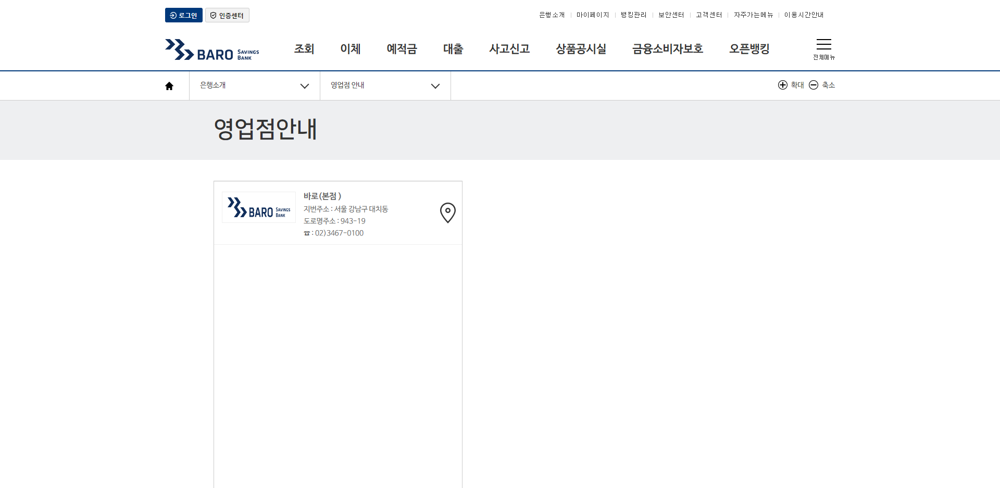 로그인 인증센터 은행소개 마이페이지 뱅킹관리 보안센터 고객센터 자주가는메뉴 이용시간안내
BARO SAVINGS BANK 조회 이체 예적금 대출 사고신고 상품공시실 금융소비자보호 오픈뱅킹 전체메뉴
은행소개 영업점 안내 확대 축소
영업점안내
BARO SAVINGS BANK
바로(본점 )
지번주소 : 서울 강남구 대치동
도로명주소 : 943-19
☎ : 02)3467-0100